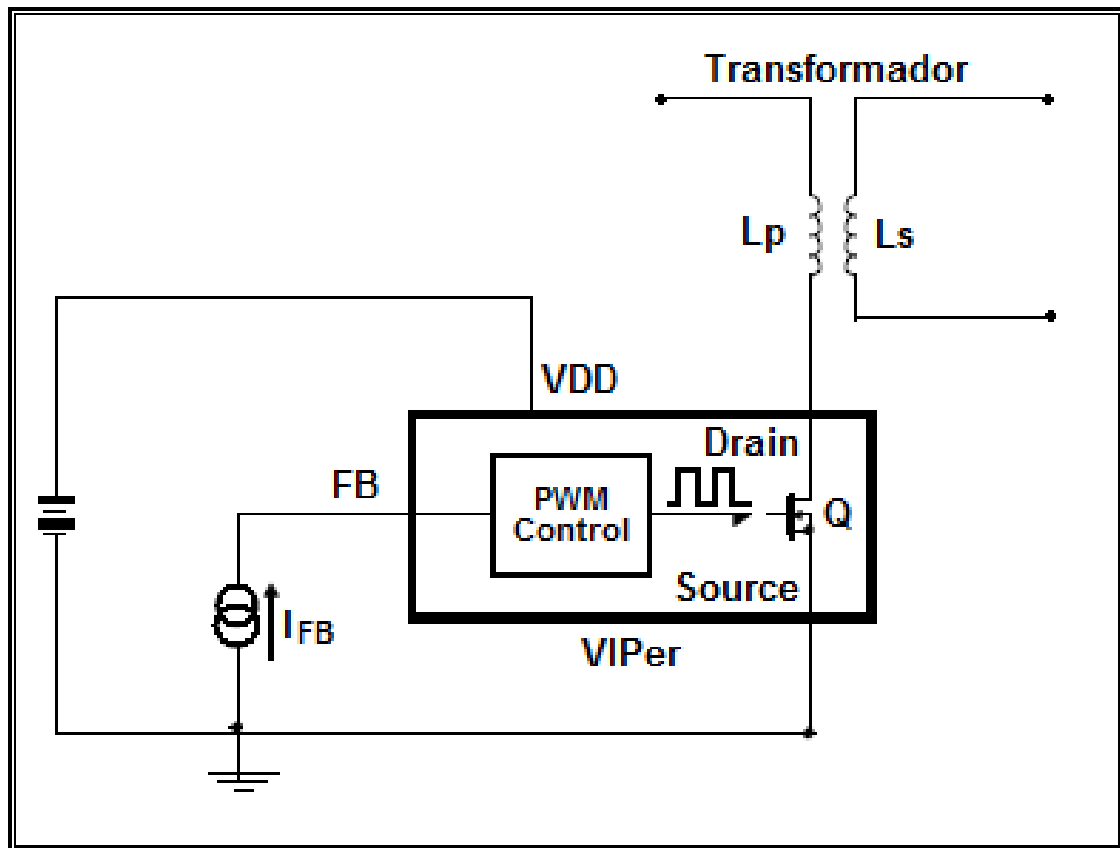 Transformador
Lp
Ls
VDD
Drain
FB
PWM
Control
Q
Source
IFB
VIPer